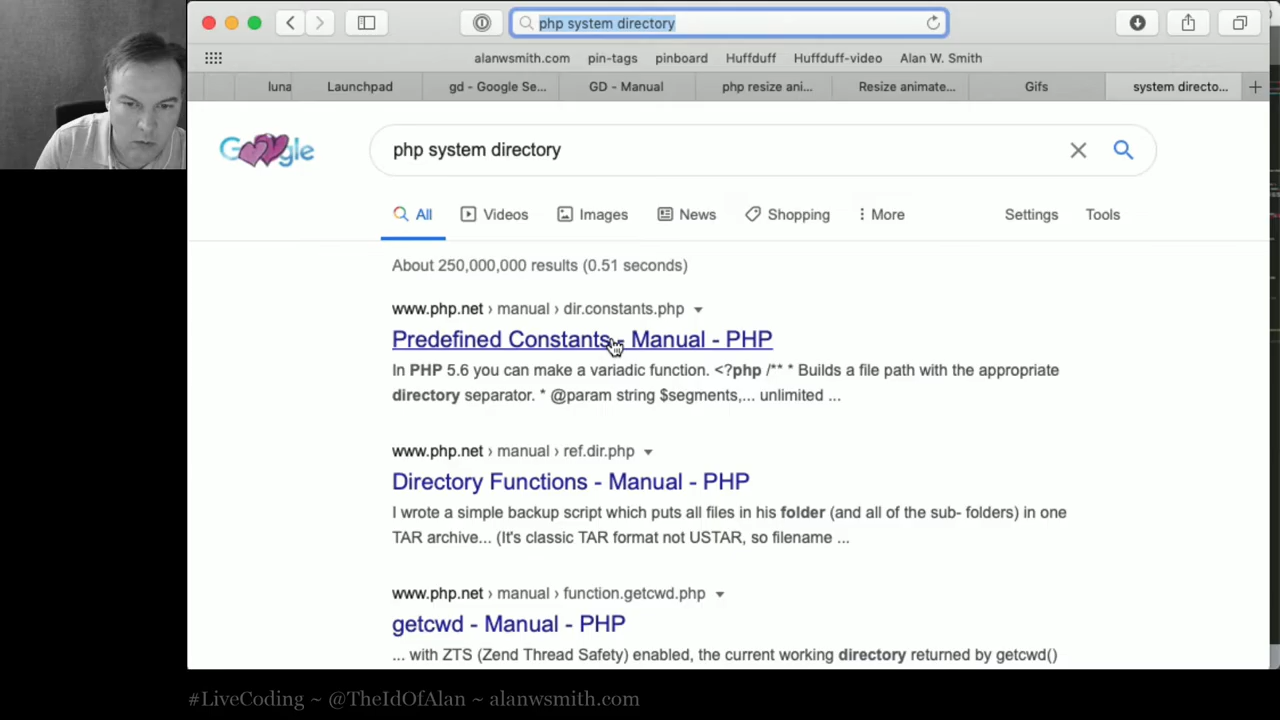 php system directory
alanwsmith.com pin-tags pinboard Huffduff Huffduff-video Alan W. Smith
luna Launchpad gd - Google Se... GD - Manual php resize ani... Resize animate... Gifs system directo...
Google
php system directory
All Videos Images News Shopping More Settings Tools
About 250,000,000 results (0.51 seconds)
www.php.net › manual › dir.constants.php
Predefined Constants - Manual - PHP
In PHP 5.6 you can make a variadic function. <?php /** * Builds a file path with the appropriate
directory separator. * @param string $segments,... unlimited ...
www.php.net › manual › ref.dir.php
Directory Functions - Manual - PHP
I wrote a simple backup script which puts all files in his folder (and all of the sub- folders) in one
TAR archive... (It's classic TAR format not USTAR, so filename ...
www.php.net › manual › function.getcwd.php
getcwd - Manual - PHP
... with ZTS (Zend Thread Safety) enabled, the current working directory returned by getcwd()
#LiveCoding ~ @TheIdOfAlan ~ alanwsmith.com